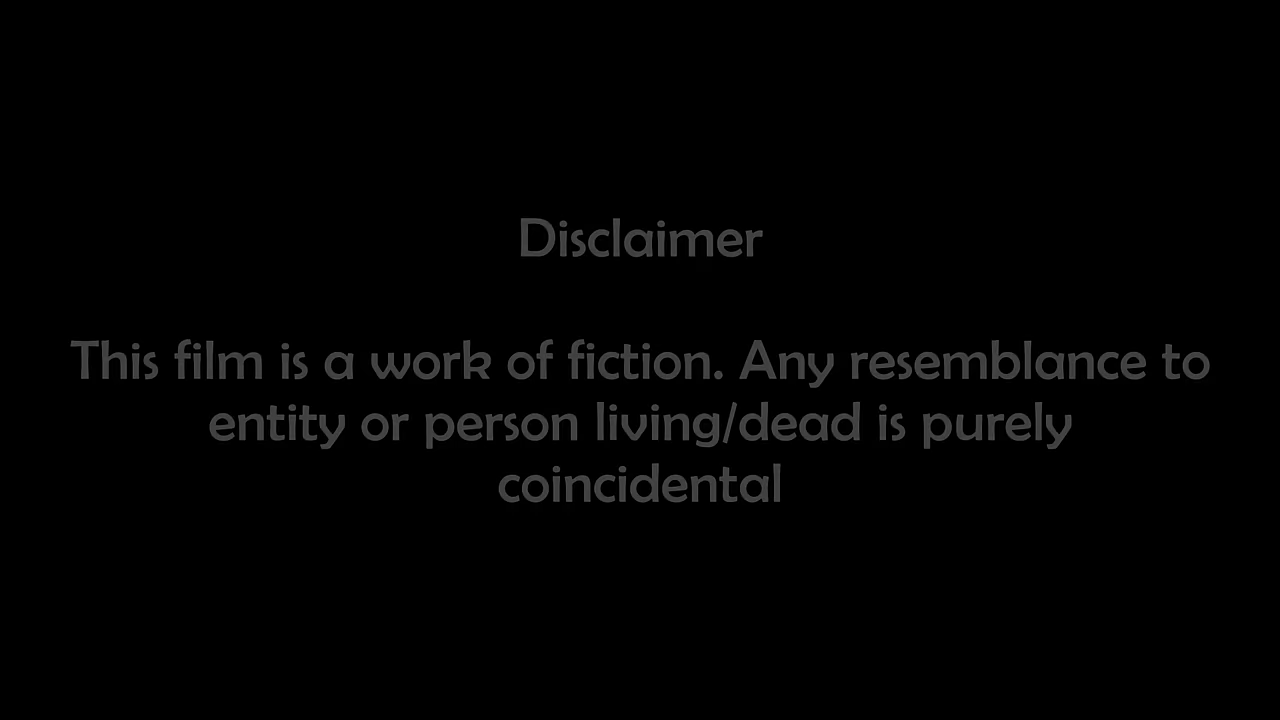 Disclaimer
This film is a work of fiction. Any resemblance to
entity or person living/dead is purely
coincidental